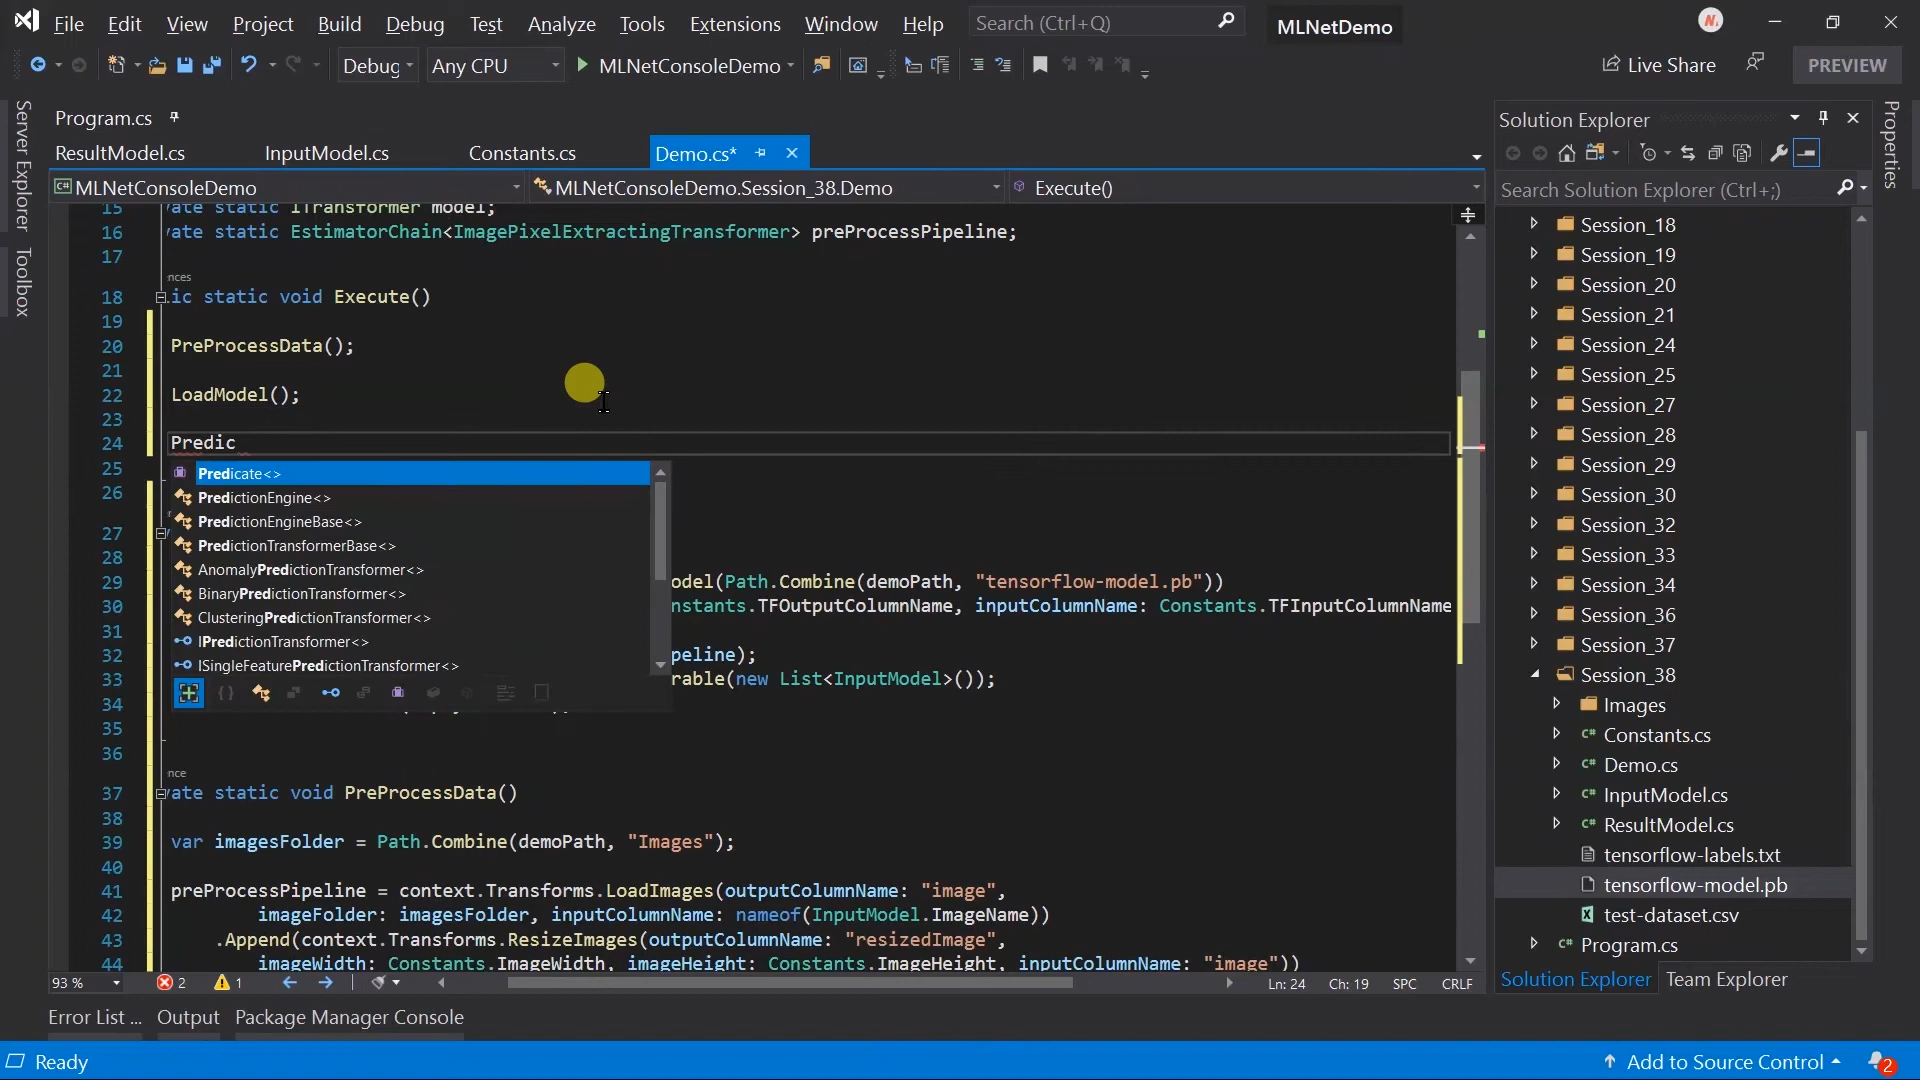 File Edit View Project Build Debug Test Analyze Tools Extensions Window Help Search (Ctrl+Q) MLNetDemo
Debug Any CPU MLNetConsoleDemo Live Share PREVIEW
Server Explorer
Toolbox
Program.cs
ResultModel.cs InputModel.cs Constants.cs Demo.cs*
MLNetConsoleDemo MLNetConsoleDemo.Session_38.Demo Execute()
15 vate static ITransformer model;
16 vate static EstimatorChain<ImagePixelExtractingTransformer> preProcessPipeline;
17
nces
18 ic static void Execute()
19
20 PreProcessData();
21
22 LoadModel();
23
24 Predic
25
26
27
28
29 odel(Path.Combine(demoPath, "tensorflow-model.pb"))
30 nstants.TFOutputColumnName, inputColumnName: Constants.TFInputColumnName
31
32 peline);
33 rable(new List<InputModel>());
34
35
36
nce
37 vate static void PreProcessData()
38
39 var imagesFolder = Path.Combine(demoPath, "Images");
40
41 preProcessPipeline = context.Transforms.LoadImages(outputColumnName: "image",
42 imageFolder: imagesFolder, inputColumnName: nameof(InputModel.ImageName))
43 .Append(context.Transforms.ResizeImages(outputColumnName: "resizedImage",
44 imageWidth: Constants.ImageWidth, imageHeight: Constants.ImageHeight, inputColumnName: "image"))
Predicate<>
PredictionEngine<>
PredictionEngineBase<>
PredictionTransformerBase<>
AnomalyPredictionTransformer<>
BinaryPredictionTransformer<>
ClusteringPredictionTransformer<>
IPredictionTransformer<>
ISingleFeaturePredictionTransformer<>
93 % 2 1 Ln: 24 Ch: 19 SPC CRLF
Solution Explorer
Search Solution Explorer (Ctrl+;)
Session_18
Session_19
Session_20
Session_21
Session_24
Session_25
Session_27
Session_28
Session_29
Session_30
Session_32
Session_33
Session_34
Session_36
Session_37
Session_38
Images
C# Constants.cs
C# Demo.cs
C# InputModel.cs
C# ResultModel.cs
tensorflow-labels.txt
tensorflow-model.pb
test-dataset.csv
C# Program.cs
Solution Explorer Team Explorer
Properties
Error List ... Output Package Manager Console
Ready Add to Source Control 2